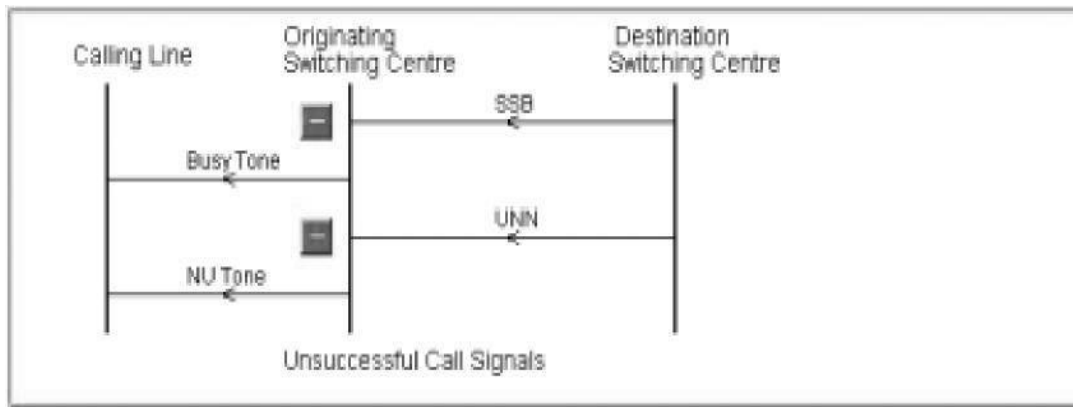 Calling Line
Originating
Switching Centre
Destination
Switching Centre
SSB
Busy Tone
UNN
NU Tone
Unsuccessful Call Signals